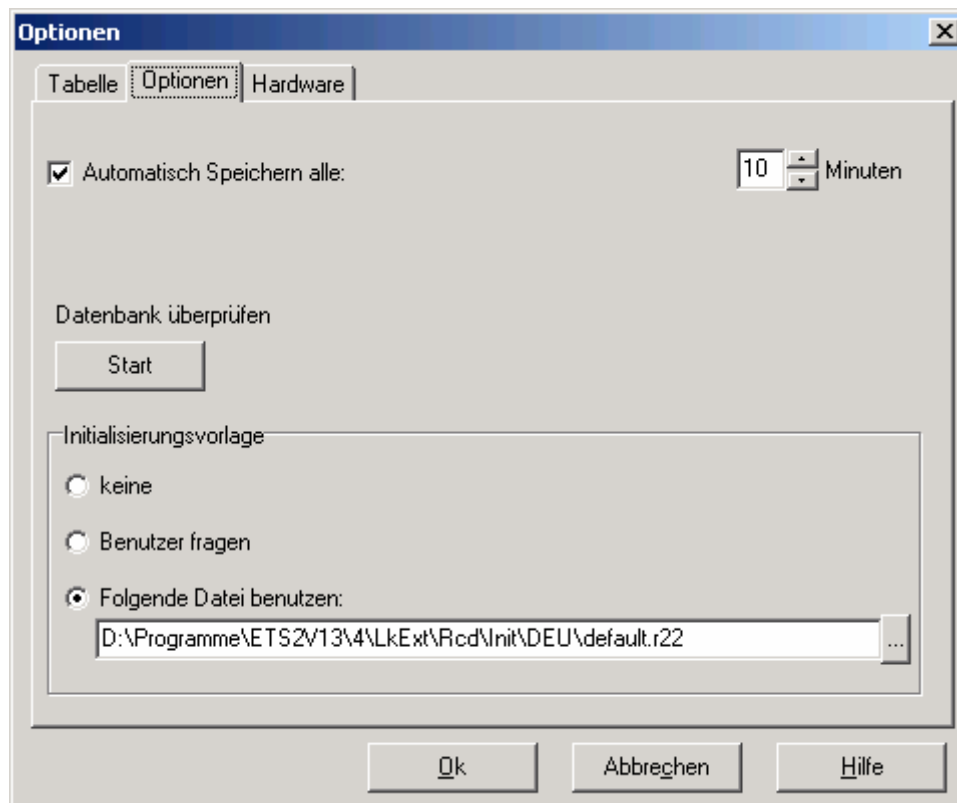 Optionen
Tabelle Optionen Hardware
Automatisch Speichern alle: 10 Minuten
Datenbank überprüfen
Start
Initialisierungsvorlage
keine
Benutzer fragen
Folgende Datei benutzen:
D:\Programme\ETS2V13\4\LkExt\Rcd\Init\DEU\default.r22 ...
Ok Abbrechen Hilfe